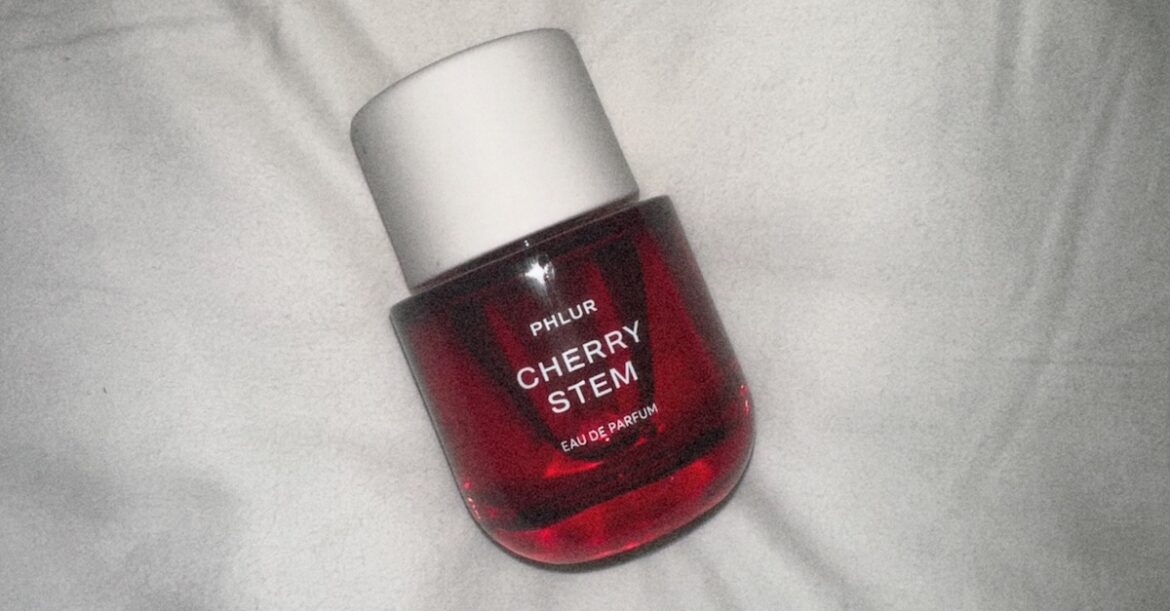 PHLUR
CHERRY
STEM
EAU DE PARFUM